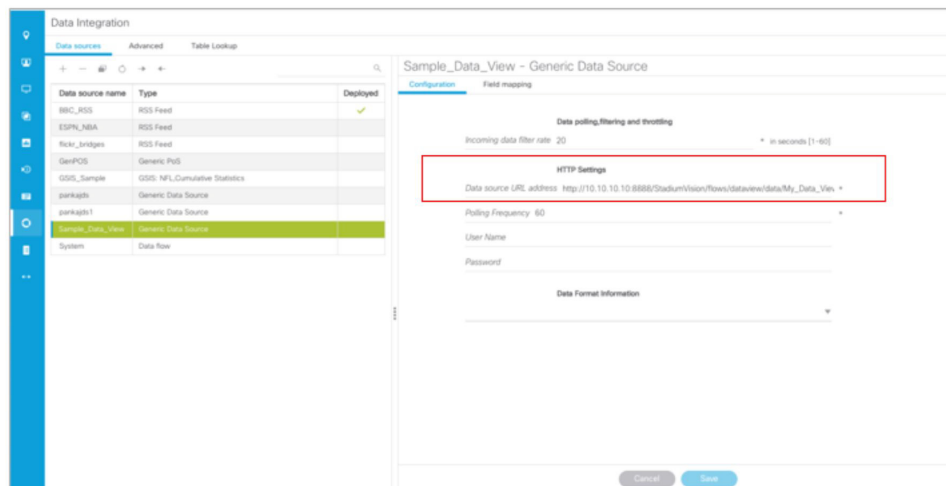 Data Integration
Data sources Advanced Table Lookup
Data source name Type Deployed
BBC_RSS RSS Feed
ESPN_NBA RSS Feed
flickr_bridges RSS Feed
GenPOS Generic PoS
GSIS_Sample GSIS: NFL,Cumulative Statistics
pankajds Generic Data Source
pankajds1 Generic Data Source
Sample_Data_View Generic Data Source
System Data flow
Sample_Data_View - Generic Data Source
Configuration Field mapping
Data polling,filtering and throttling
Incoming data filter rate 20 * in seconds [1-60]
HTTP Settings
Data source URL address http://10.10.10.10:8888/StadiumVision/flows/dataview/data/My_Data_Viev *
Polling Frequency 60 *
User Name
Password
Data Format Information
Cancel Save